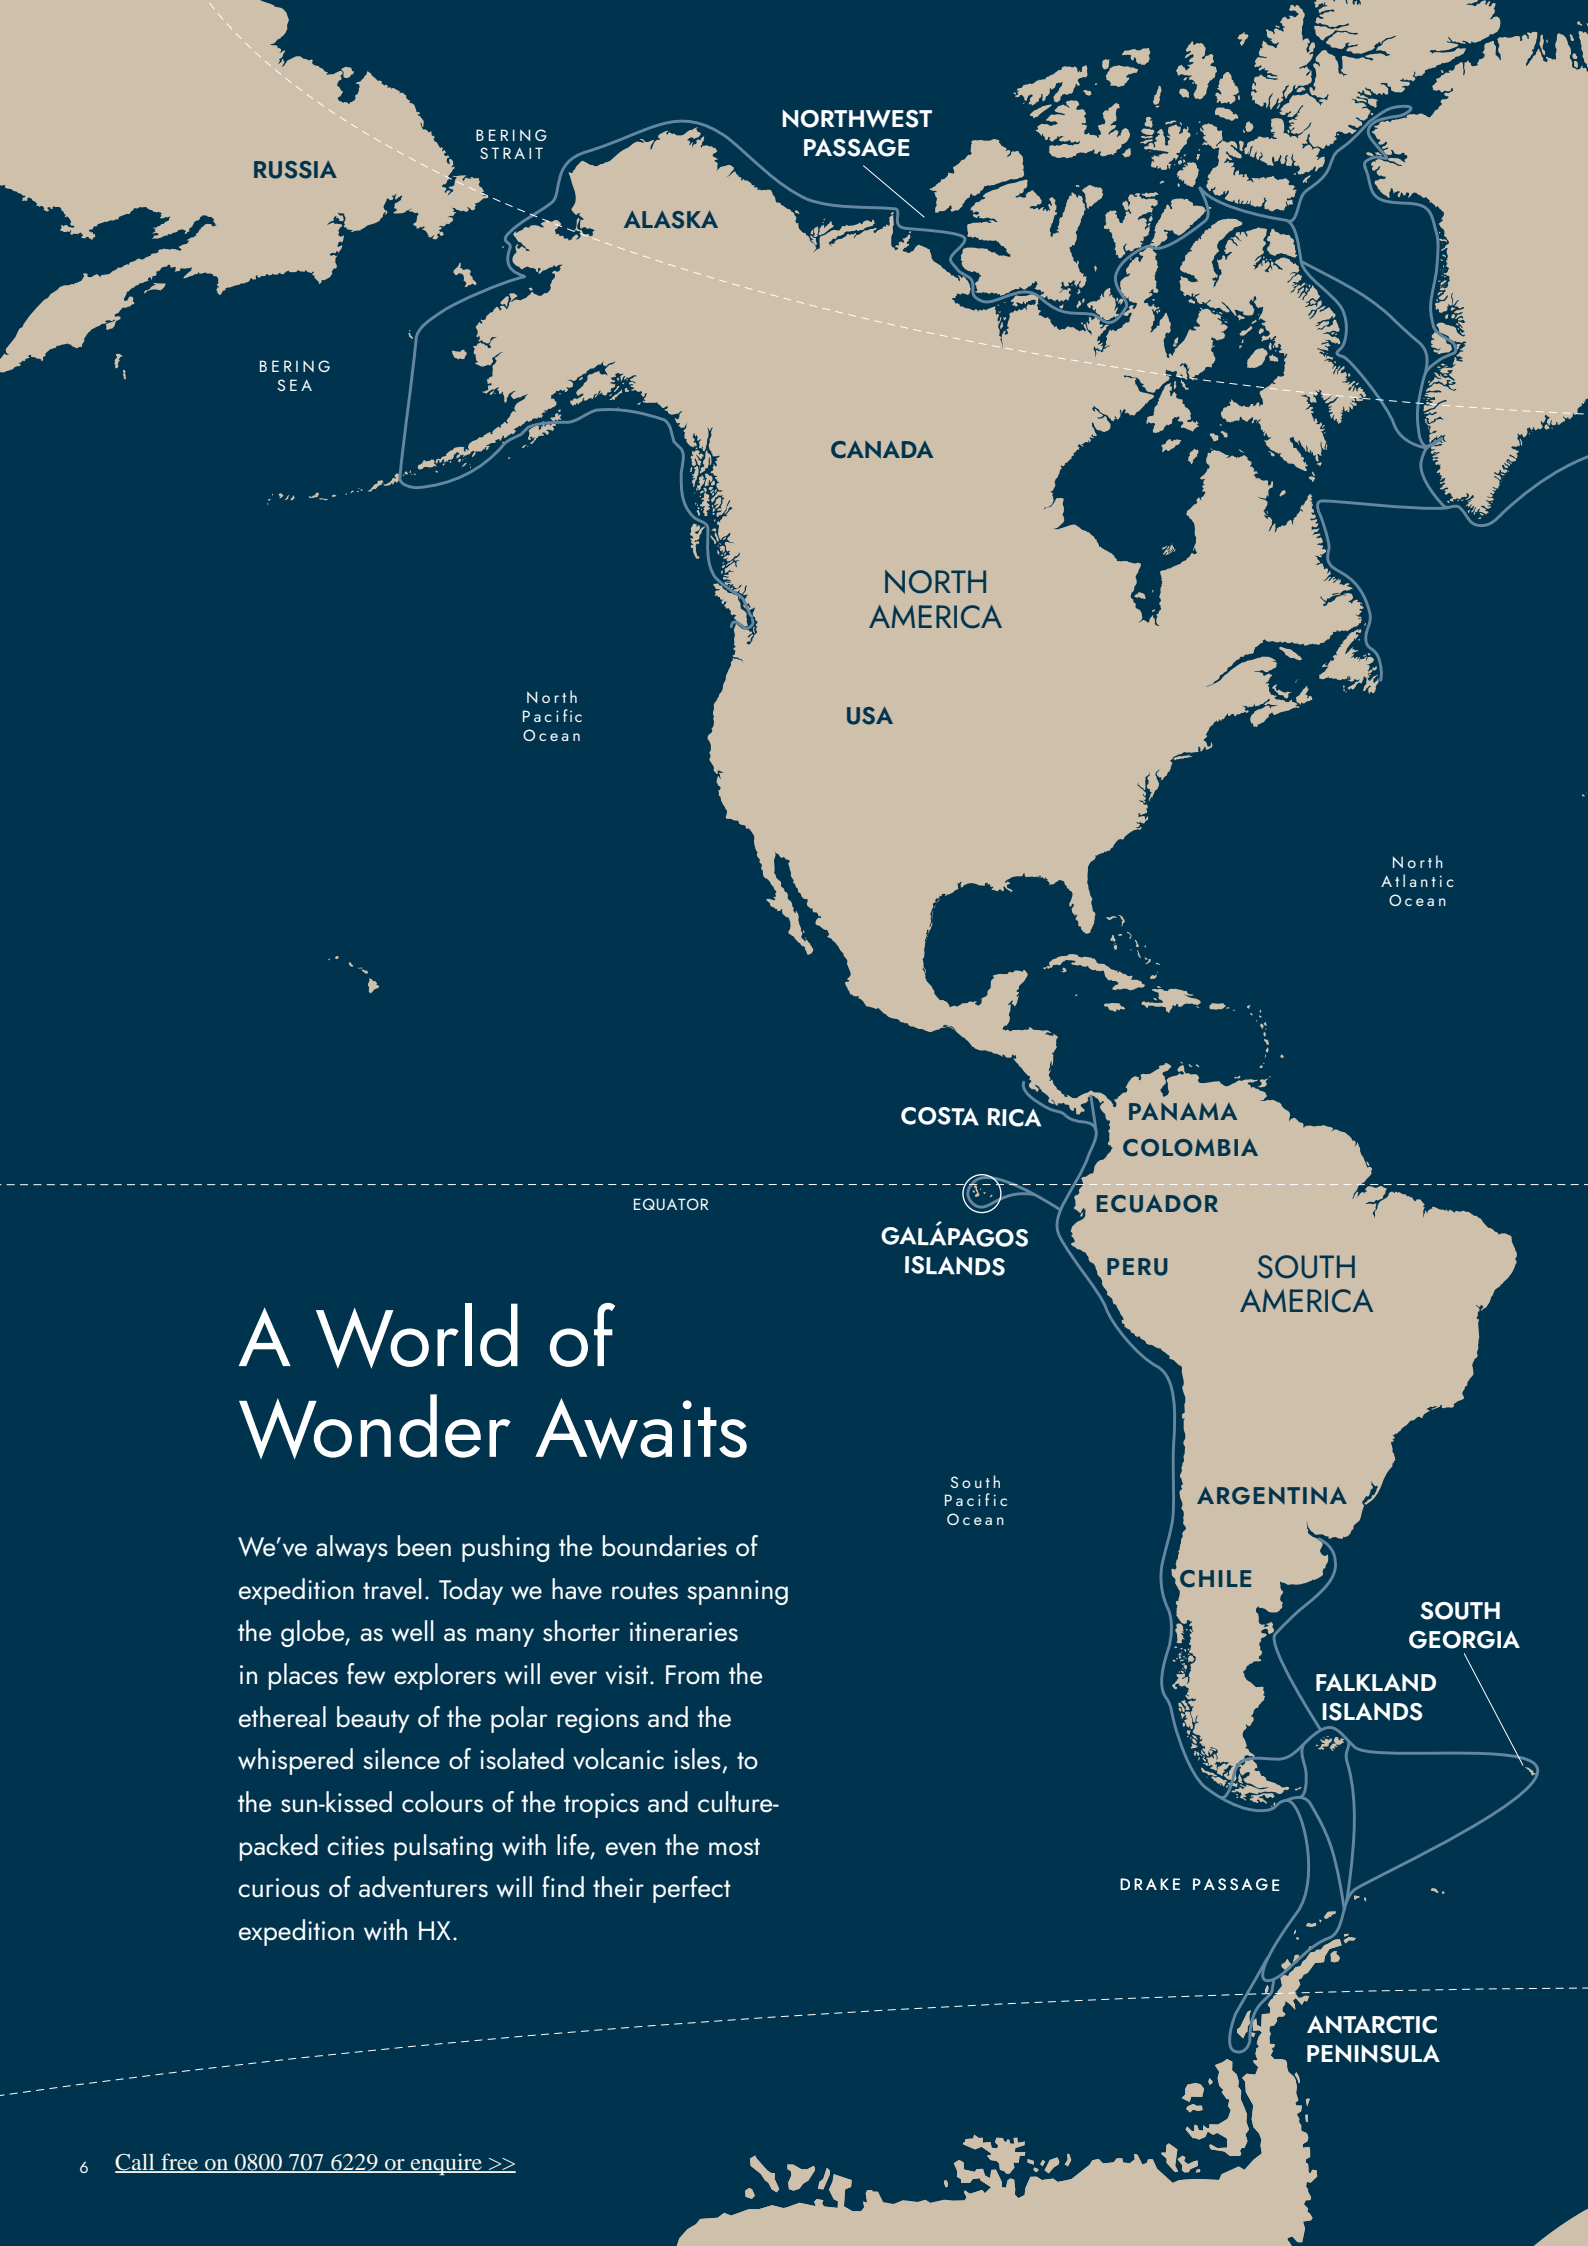 NORTHWEST
PASSAGE
BERING
STRAIT
RUSSIA
ALASKA
BERING
SEA
CANADA
NORTH
AMERICA
North
Pacific
Ocean
USA
North
Atlantic
Ocean
COSTA RICA
PANAMA
COLOMBIA
EQUATOR
ECUADOR
GALÁPAGOS
ISLANDS
PERU
SOUTH
AMERICA
A World of
Wonder Awaits
South
Pacific
Ocean
ARGENTINA
CHILE
We’ve always been pushing the boundaries of
expedition travel. Today we have routes spanning
the globe, as well as many shorter itineraries
in places few explorers will ever visit. From the
ethereal beauty of the polar regions and the
whispered silence of isolated volcanic isles, to
the sun-kissed colours of the tropics and culture-
packed cities pulsating with life, even the most
curious of adventurers will find their perfect
expedition with HX.
SOUTH
GEORGIA
FALKLAND
ISLANDS
DRAKE PASSAGE
ANTARCTIC
PENINSULA
6 Call free on 0800 707 6229 or enquire >>